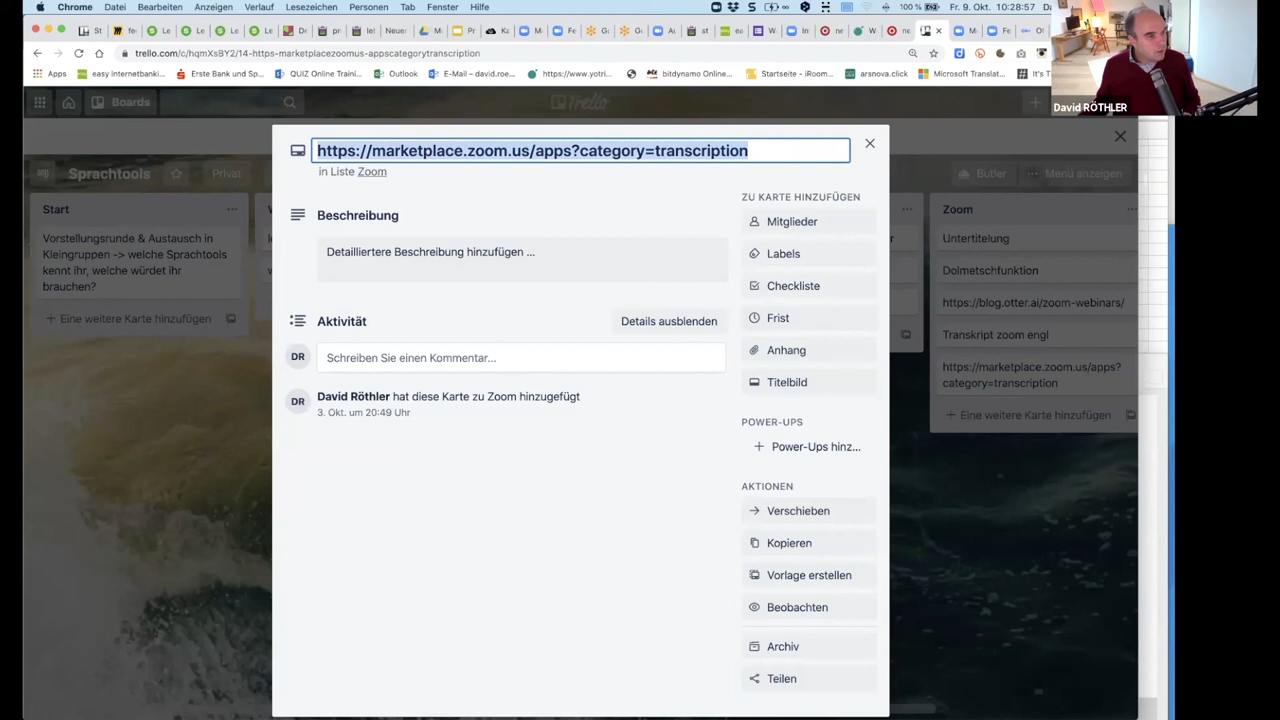 Chrome Datei Bearbeiten Anzeigen Verlauf Lesezeichen Personen Tab Fenster Hilfe 100 % Fr. 9. Okt. 10:28:57
trello.com/c/hqmXsBY2/14-https-marketplacezoomus-appscategorytranscription
Apps easy internetbanki... Erste Bank und Sp... QUIZ Online Traini... Outlook E-Mail – david.roe... https://www.yotri... bitdynamo Online... Startseite - iRoom... arsnova.click Microsoft Translat... It's T
David RÖTHLER
Boards
Trello
Sprachtools
Privat
Butler
Menü anzeigen
Start
Vorstellungsrunde & Austausch in
Kleingruppen -> welche Sprachtools
kennt ihr, welche würdet ihr
brauchen?
+ Eine weitere Karte hinzufügen
https://marketplace.zoom.us/apps?category=transcription
in Liste Zoom
Beschreibung
Detaillierte Beschreibung hinzufügen ...
Aktivität
Details ausblenden
DR
Schreiben Sie einen Kommentar...
DR
David Röthler hat diese Karte zu Zoom hinzugefügt
3. Okt. um 20:49 Uhr
ZU KARTE HINZUFÜGEN
Mitglieder
Labels
Checkliste
Frist
Anhang
Titelbild
POWER-UPS
+ Power-Ups hinz...
AKTIONEN
Verschieben
Kopieren
Vorlage erstellen
Beobachten
Archiv
Teilen
Zoom
Untertitelung
Dolmetschfunktion
https://blog.otter.ai/zoom-webinars/
Transkript zoom engl
https://marketplace.zoom.us/apps?
category=transcription
+ Eine weitere Karte hinzufügen